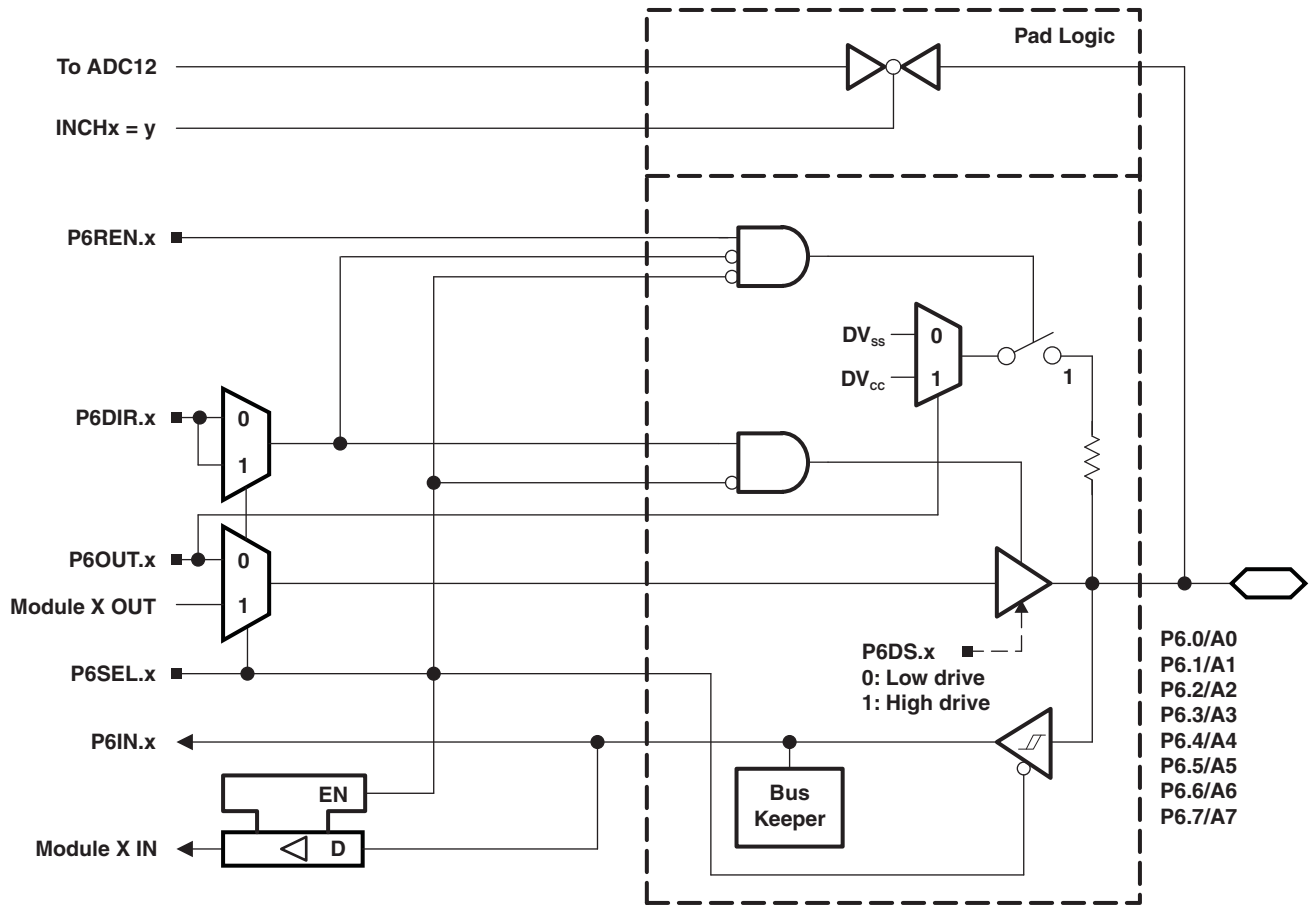 Pad Logic
To ADC12
INCHx = y
P6REN.x
DVSS
0
DVCC
1
1
P6DIR.x
0
1
P6OUT.x
0
Module X OUT
1
P6DS.x
0: Low drive
1: High drive
P6SEL.x
P6IN.x
Bus
Keeper
EN
Module X IN
D
P6.0/A0
P6.1/A1
P6.2/A2
P6.3/A3
P6.4/A4
P6.5/A5
P6.6/A6
P6.7/A7